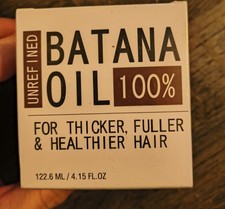 UNREFINED
BATANA
OIL 100%
FOR THICKER, FULLER
& HEALTHIER HAIR
122.6 ML / 4.15 FL.OZ